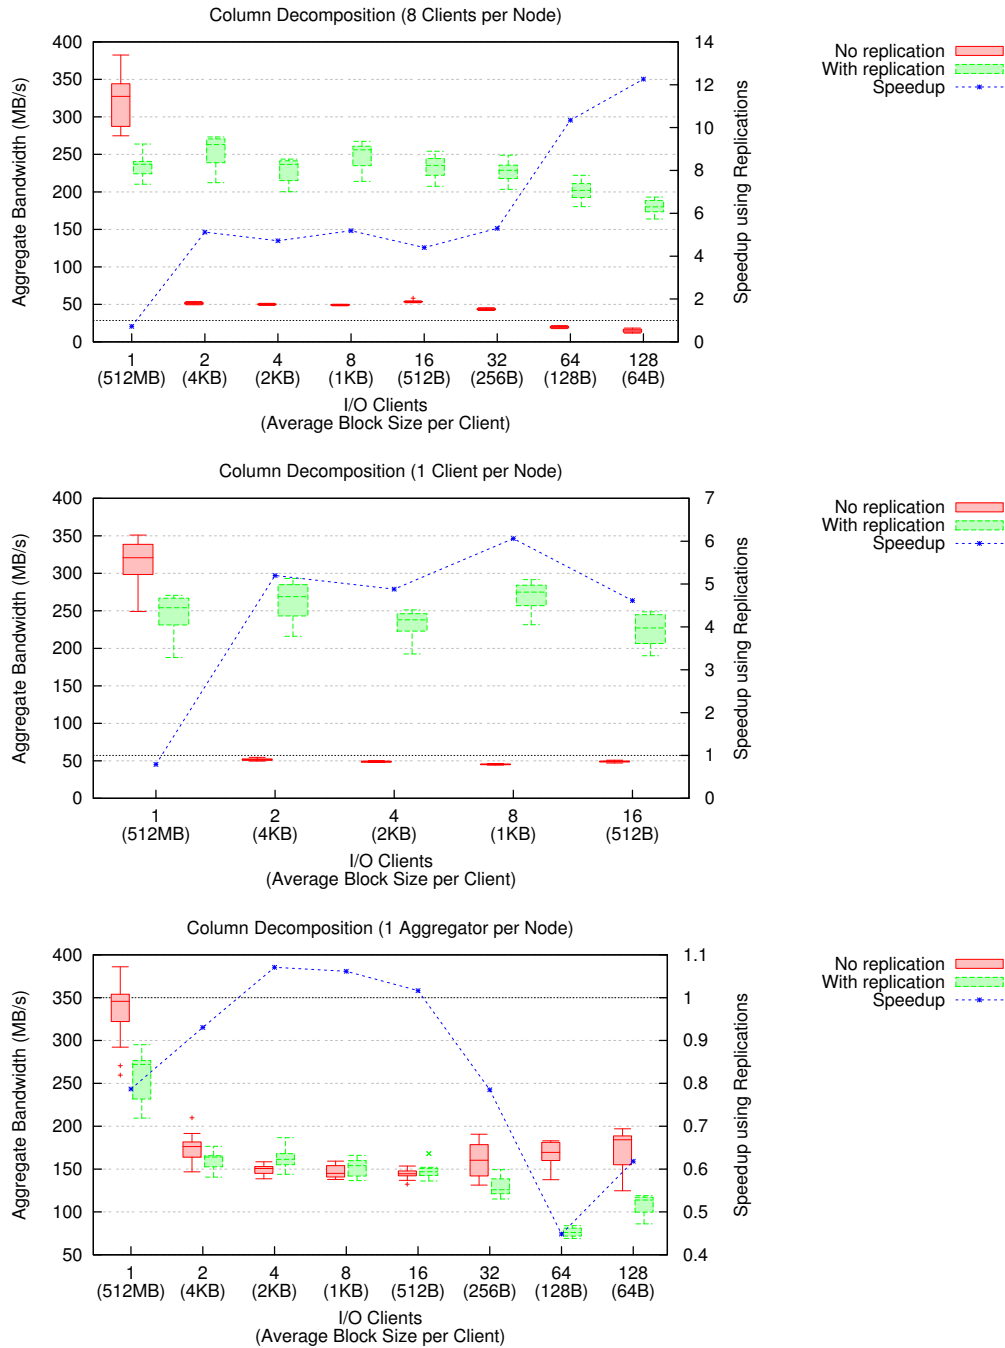 Column Decomposition (8 Clients per Node)
Aggregate Bandwidth (MB/s)
400
350
300
250
200
150
100
50
0
14
12
10
8
6
4
2
1
0
Speedup using Replications
1 2 4 8 16 32 64 128
(512MB) (4KB) (2KB) (1KB) (512B) (256B) (128B) (64B)
I/O Clients
(Average Block Size per Client)
No replication
With replication
Speedup
Column Decomposition (1 Client per Node)
Aggregate Bandwidth (MB/s)
400
350
300
250
200
150
100
50
0
7
6
5
4
3
2
1
0
Speedup using Replications
1 2 4 8 16
(512MB) (4KB) (2KB) (1KB) (512B)
I/O Clients
(Average Block Size per Client)
No replication
With replication
Speedup
Column Decomposition (1 Aggregator per Node)
Aggregate Bandwidth (MB/s)
400
350
300
250
200
150
100
50
1.1
1
0.9
0.8
0.7
0.6
0.5
0.4
Speedup using Replications
1 2 4 8 16 32 64 128
(512MB) (4KB) (2KB) (1KB) (512B) (256B) (128B) (64B)
I/O Clients
(Average Block Size per Client)
No replication
With replication
Speedup